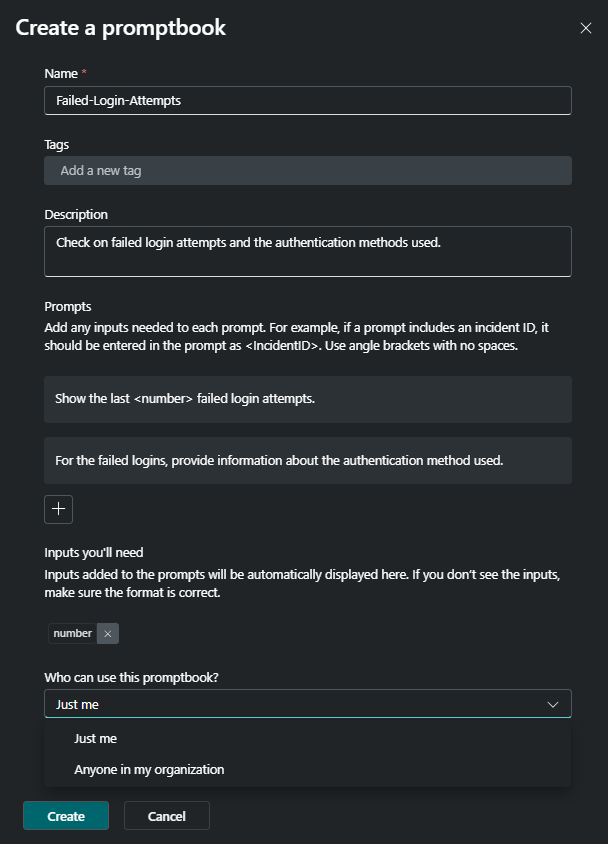 Create a promptbook
Name *
Failed-Login-Attempts
Tags
Add a new tag
Description
Check on failed login attempts and the authentication methods used.
Prompts
Add any inputs needed to each prompt. For example, if a prompt includes an incident ID, it
should be entered in the prompt as <IncidentID>. Use angle brackets with no spaces.
Show the last <number> failed login attempts.
For the failed logins, provide information about the authentication method used.
Inputs you'll need
Inputs added to the prompts will be automatically displayed here. If you don't see the inputs,
make sure the format is correct.
number
Who can use this promptbook?
Just me
Just me
Anyone in my organization
Create Cancel